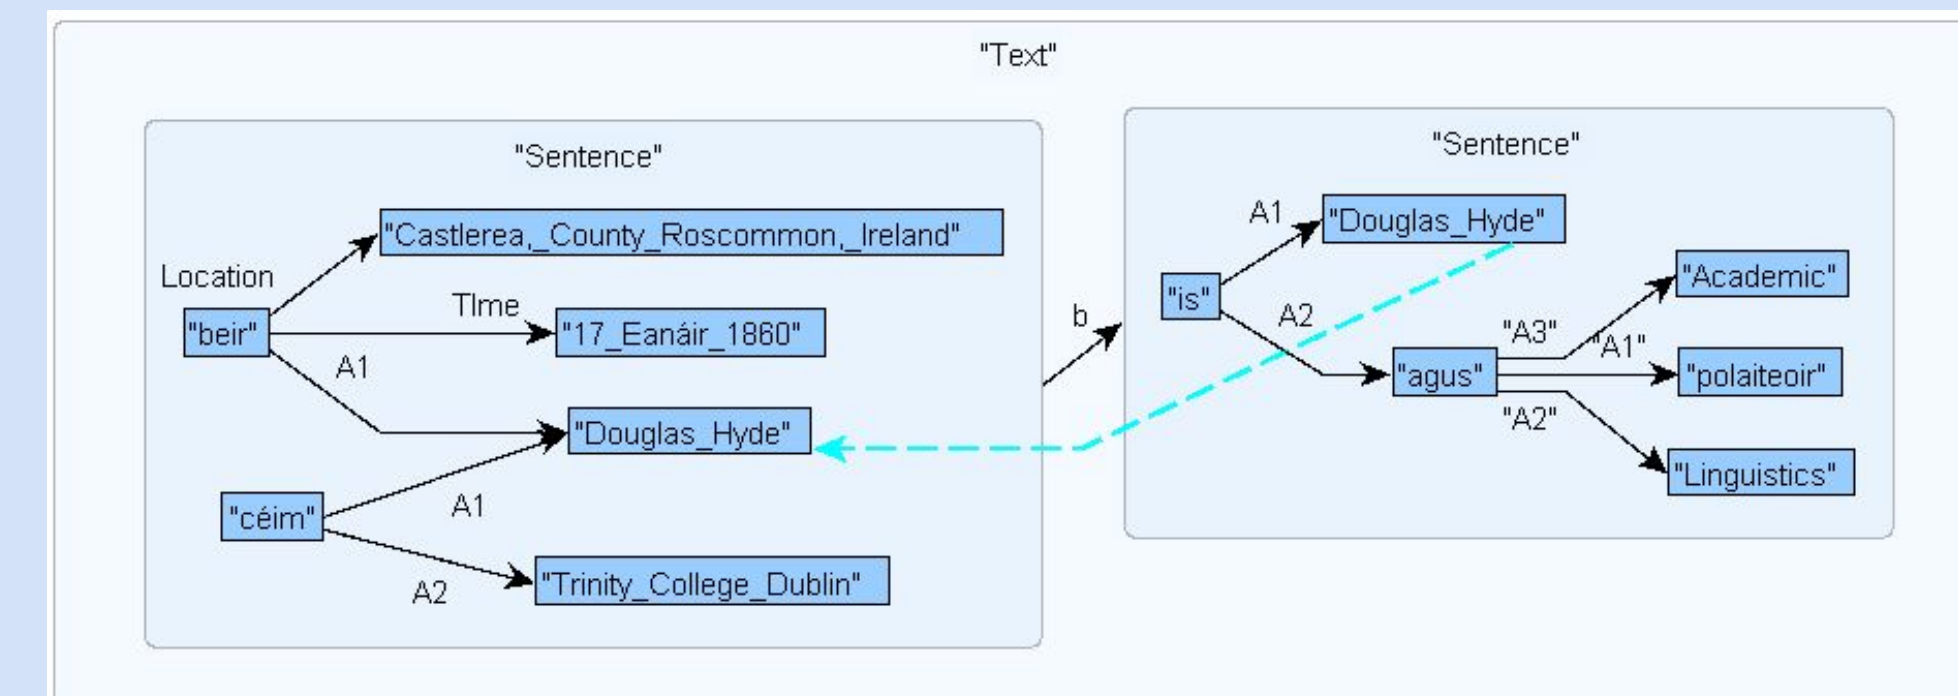 "Text"
"Sentence"
"Castlerea,_County_Roscommon,_Ireland"
Location
"beir"
TIme
"17_Eanáir_1860"
A1
"Douglas_Hyde"
"céim"
A1
A2
"Trinity_College_Dublin"
b
"Sentence"
A1
"Douglas_Hyde"
"is"
A2
"Academic"
"A3"
"A1"
"agus"
"polaiteoir"
"A2"
"Linguistics"